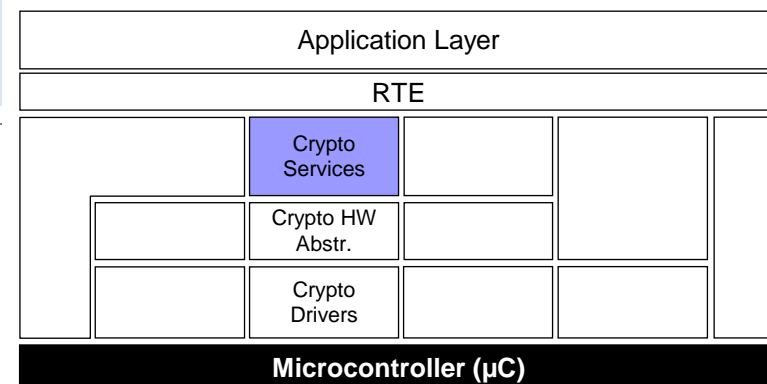 Application Layer
RTE
Crypto
Services
Crypto HW
Abstr.
Crypto
Drivers
Microcontroller (µC)